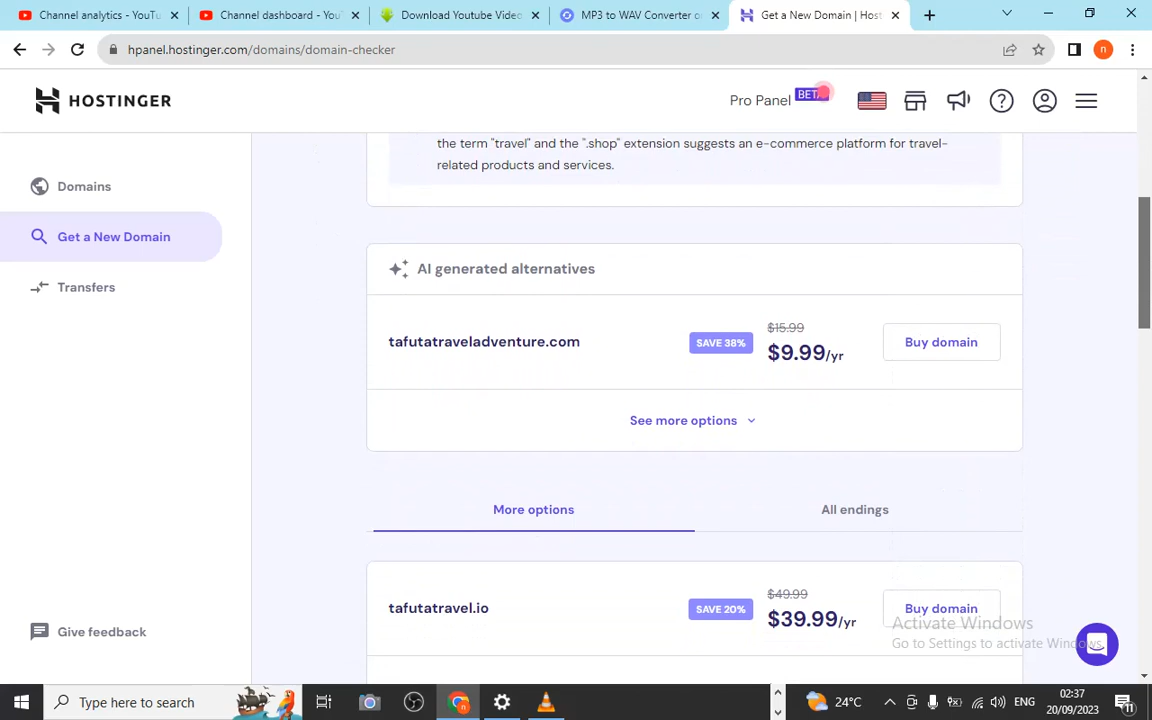 Channel analytics - YouTu
Channel dashboard - YouT
Download Youtube Video
MP3 to WAV Converter o
Get a New Domain | Host
hpanel.hostinger.com/domains/domain-checker
n
HOSTINGER
Pro Panel
BETA
Domains
Get a New Domain
Transfers
Give feedback
the term "travel" and the ".shop" extension suggests an e-commerce platform for travel-
related products and services.
AI generated alternatives
tafutatraveladventure.com
SAVE 38%
$15.99
$9.99/yr
Buy domain
See more options
More options
All endings
tafutatravel.io
SAVE 20%
$49.99
$39.99/yr
Buy domain
Activate Windows
Go to Settings to activate Windows.
Type here to search
24°C
ENG
02:37
20/09/2023
11